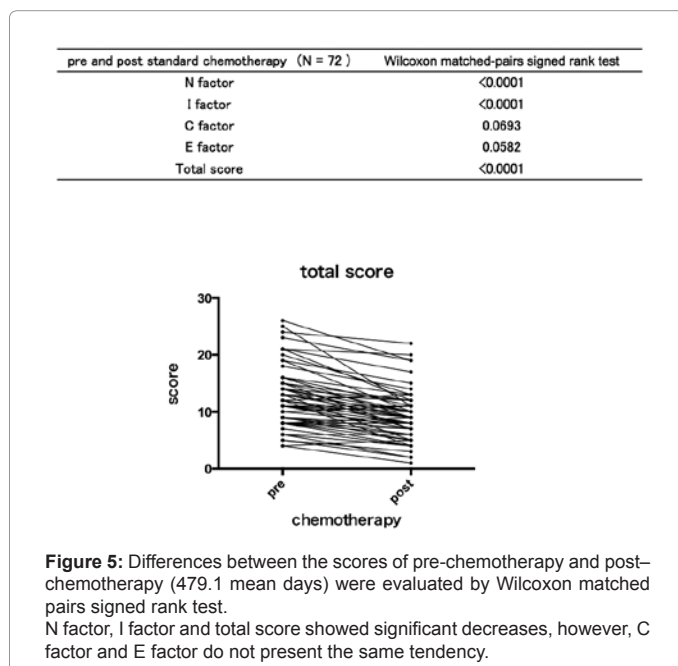 pre and post standard chemotherapy (N = 72 ) Wilcoxon matched-pairs signed rank test
N factor <0.0001
I factor <0.0001
C factor 0.0693
E factor 0.0582
Total score <0.0001
total score
30
20
10
0
score
pre post
chemotherapy
Figure 5: Differences between the scores of pre-chemotherapy and post–
chemotherapy (479.1 mean days) were evaluated by Wilcoxon matched
pairs signed rank test.
N factor, I factor and total score showed significant decreases, however, C
factor and E factor do not present the same tendency.